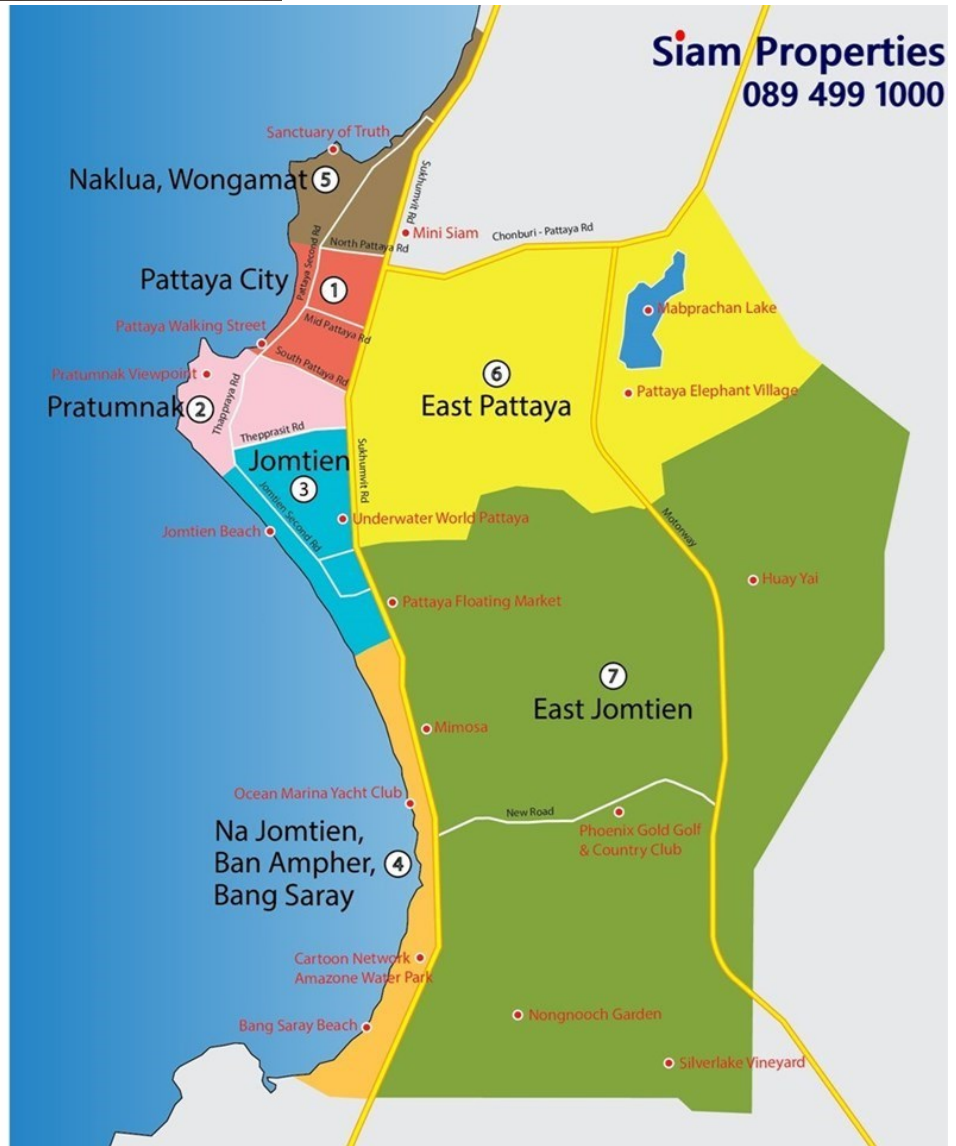 Siam Properties
089 499 1000
Sanctuary of Truth
Naklua, Wongamat 5
Sukhumvit Rd
Mini Siam
Chonburi - Pattaya Rd
North Pattaya Rd
Pattaya Second Rd
Pattaya City
1
Mabprachan Lake
Mid Pattaya Rd
Pattaya Walking Street
South Pattaya Rd
Pratumnak Viewpoint
6
East Pattaya
Pattaya Elephant Village
Pratumnak 2
Thappraya Rd
Thepprasit Rd
Jomtien
3
Sukhumvit Rd
Jomtien Second Rd
Underwater World Pattaya
Jomtien Beach
Motorway
Huay Yai
Pattaya Floating Market
7
East Jomtien
Mimosa
Ocean Marina Yacht Club
New Road
Phoenix Gold Golf
& Country Club
Na Jomtien,
Ban Ampher, 4
Bang Saray
Cartoon Network
Amazone Water Park
Bang Saray Beach
Nongnooch Garden
Silverlake Vineyard